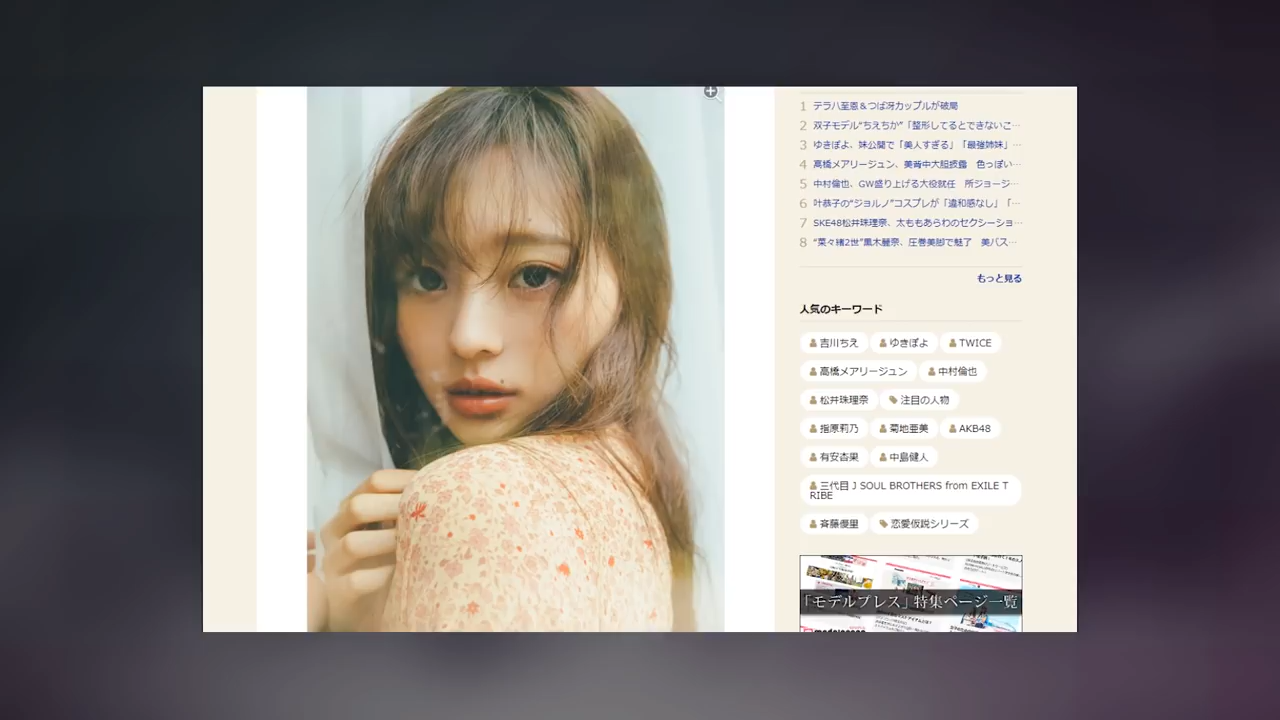 1 テラハ至恩＆つば冴カップルが破局
2 双子モデル“ちえちか”「整形してるとできないこ…
3 ゆきぽよ、妹公開で「美人すぎる」「最強姉妹」…
4 高橋メアリージュン、美背中大胆披露 色っぽい…
5 中村倫也、GW盛り上げる大役就任 所ジョージ…
6 叶恭子の“ジョルノ”コスプレが「違和感なし」「…
7 SKE48松井珠理奈、太ももあらわのセクシーショ…
8 “菜々緒2世”黒木麗奈、圧巻美脚で魅了 美バス…
もっと見る
人気のキーワード
吉川ちえ ゆきぽよ TWICE
高橋メアリージュン 中村倫也
松井珠理奈 注目の人物
指原莉乃 菊地亜美 AKB48
有安杏果 中島健人
三代目 J SOUL BROTHERS from EXILE T
RIBE
斉藤優里 恋愛仮説シリーズ
「モデルプレス」特集ページ一覧